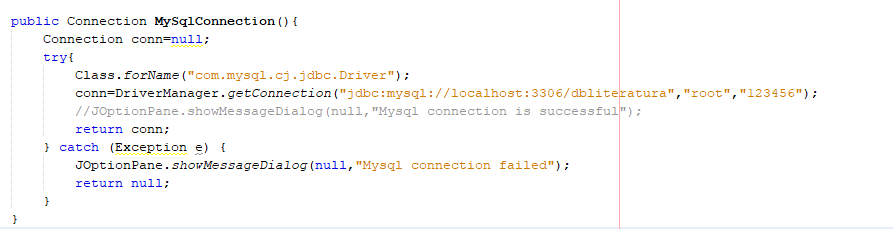 public Connection MySqlConnection(){
    Connection conn=null;
    try{
        Class.forName("com.mysql.cj.jdbc.Driver");
        conn=DriverManager.getConnection("jdbc:mysql://localhost:3306/dbliteratura","root","123456");
        //JOptionPane.showMessageDialog(null,"Mysql connection is successful");
        return conn;
    } catch (Exception e) {
        JOptionPane.showMessageDialog(null,"Mysql connection failed");
        return null;
    }
}